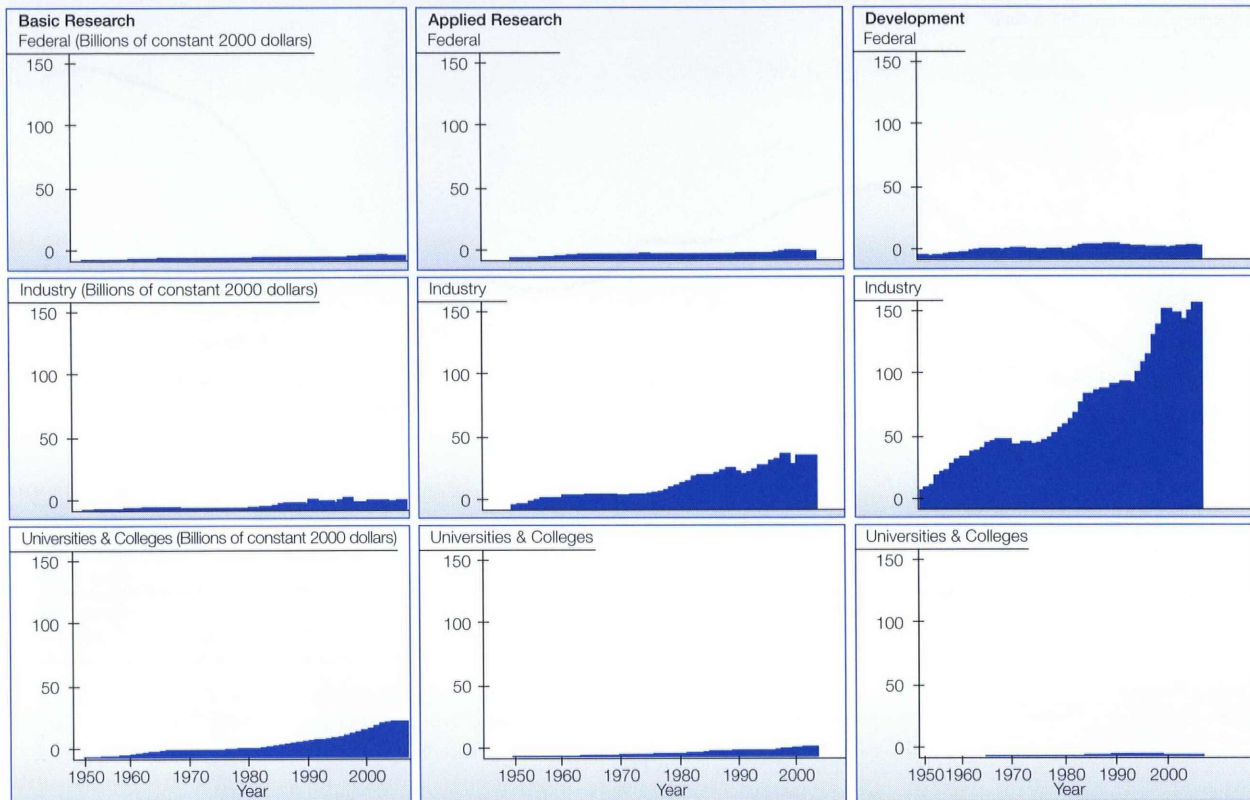 Basic Research
Federal (Billions of constant 2000 dollars)
150
100
50
0
Applied Research
Federal
150
100
50
0
Development
Federal
150
100
50
0
Industry (Billions of constant 2000 dollars)
150
100
50
0
Industry
150
100
50
0
Industry
150
100
50
0
Universities & Colleges (Billions of constant 2000 dollars)
150
100
50
0
1950 1960 1970 1980 1990 2000
Year
Universities & Colleges
150
100
50
0
1950 1960 1970 1980 1990 2000
Year
Universities & Colleges
150
100
50
0
1950 1960 1970 1980 1990 2000
Year